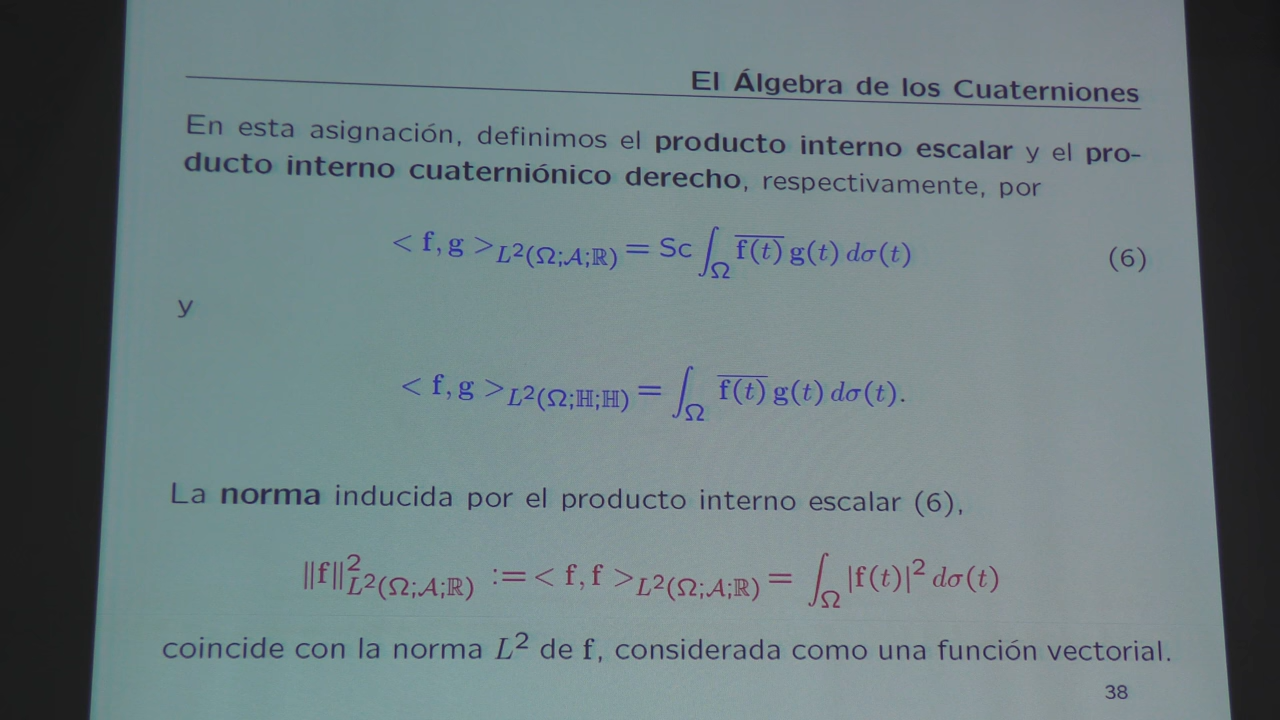 El Álgebra de los Cuaterniones
En esta asignación, definimos el producto interno escalar y el pro-
ducto interno cuaterniónico derecho, respectivamente, por
< f, g >_{L²(Ω;𝒜;ℝ)} = Sc ∫_Ω \overline{f(t)} g(t) dσ(t) (6)
y
< f, g >_{L²(Ω;ℍ;ℍ)} = ∫_Ω \overline{f(t)} g(t) dσ(t).
La norma inducida por el producto interno escalar (6),
‖f‖²_{L²(Ω;𝒜;ℝ)} := < f, f >_{L²(Ω;𝒜;ℝ)} = ∫_Ω |f(t)|² dσ(t)
coincide con la norma L² de f, considerada como una función vectorial.
38